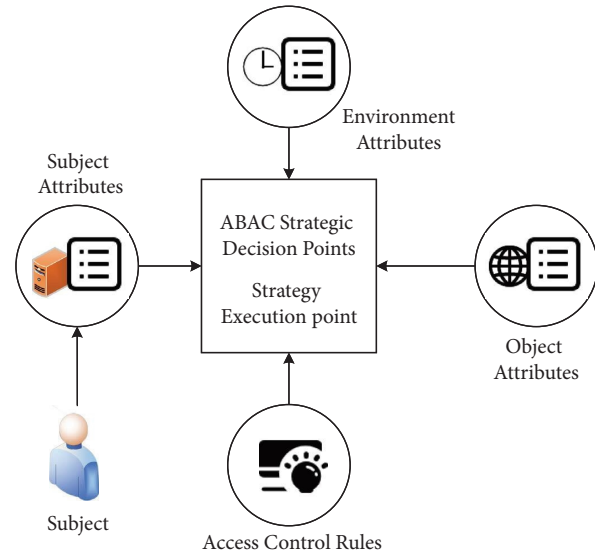 Environment
Attributes
Subject
Attributes
ABAC Strategic
Decision Points
Strategy
Execution point
Object
Attributes
Subject
Access Control Rules